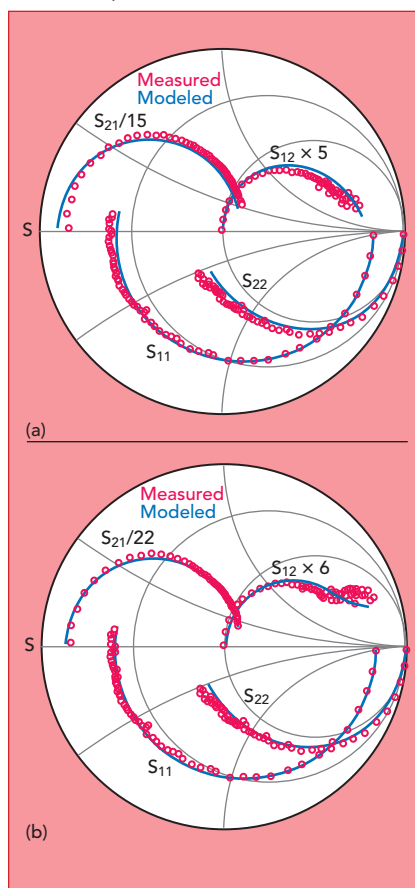 Measured
Modeled
S21/15
S12 × 5
S
S22
S11
(a)
Measured
Modeled
S21/22
S12 × 6
S
S22
S11
(b)